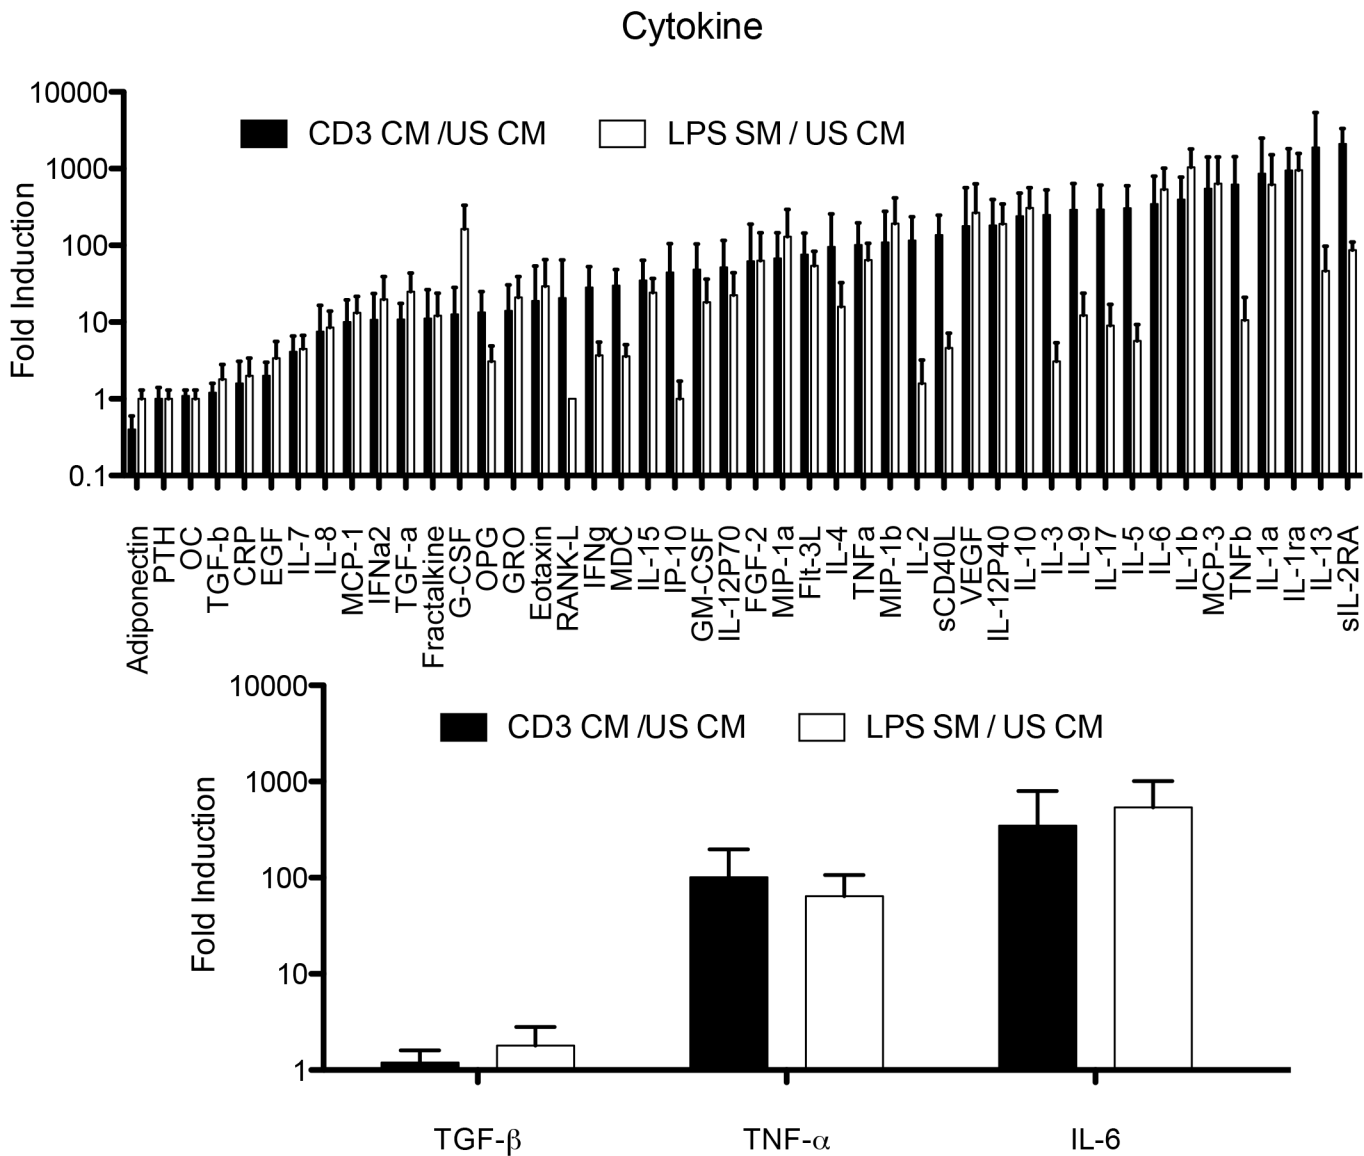 Cytokine
10000
1000
100
10
1
0.1
Fold Induction
CD3 CM /US CM
LPS SM / US CM
Adiponectin
PTH
OC
TGF-b
CRP
EGF
IL-7
IL-8
MCP-1
IFNa2
TGF-a
Fractalkine
G-CSF
OPG
GRO
Eotaxin
RANK-L
IFNg
MDC
IL-15
IP-10
GM-CSF
IL-12P70
FGF-2
MIP-1a
Flt-3L
IL-4
TNFa
MIP-1b
IL-2
sCD40L
VEGF
IL-12P40
IL-10
IL-3
IL-9
IL-17
IL-5
IL-6
IL-1b
MCP-3
TNFb
IL-1a
IL-1ra
IL-13
sIL-2RA
10000
1000
100
10
1
Fold Induction
CD3 CM /US CM
LPS SM / US CM
TGF-β
TNF-α
IL-6